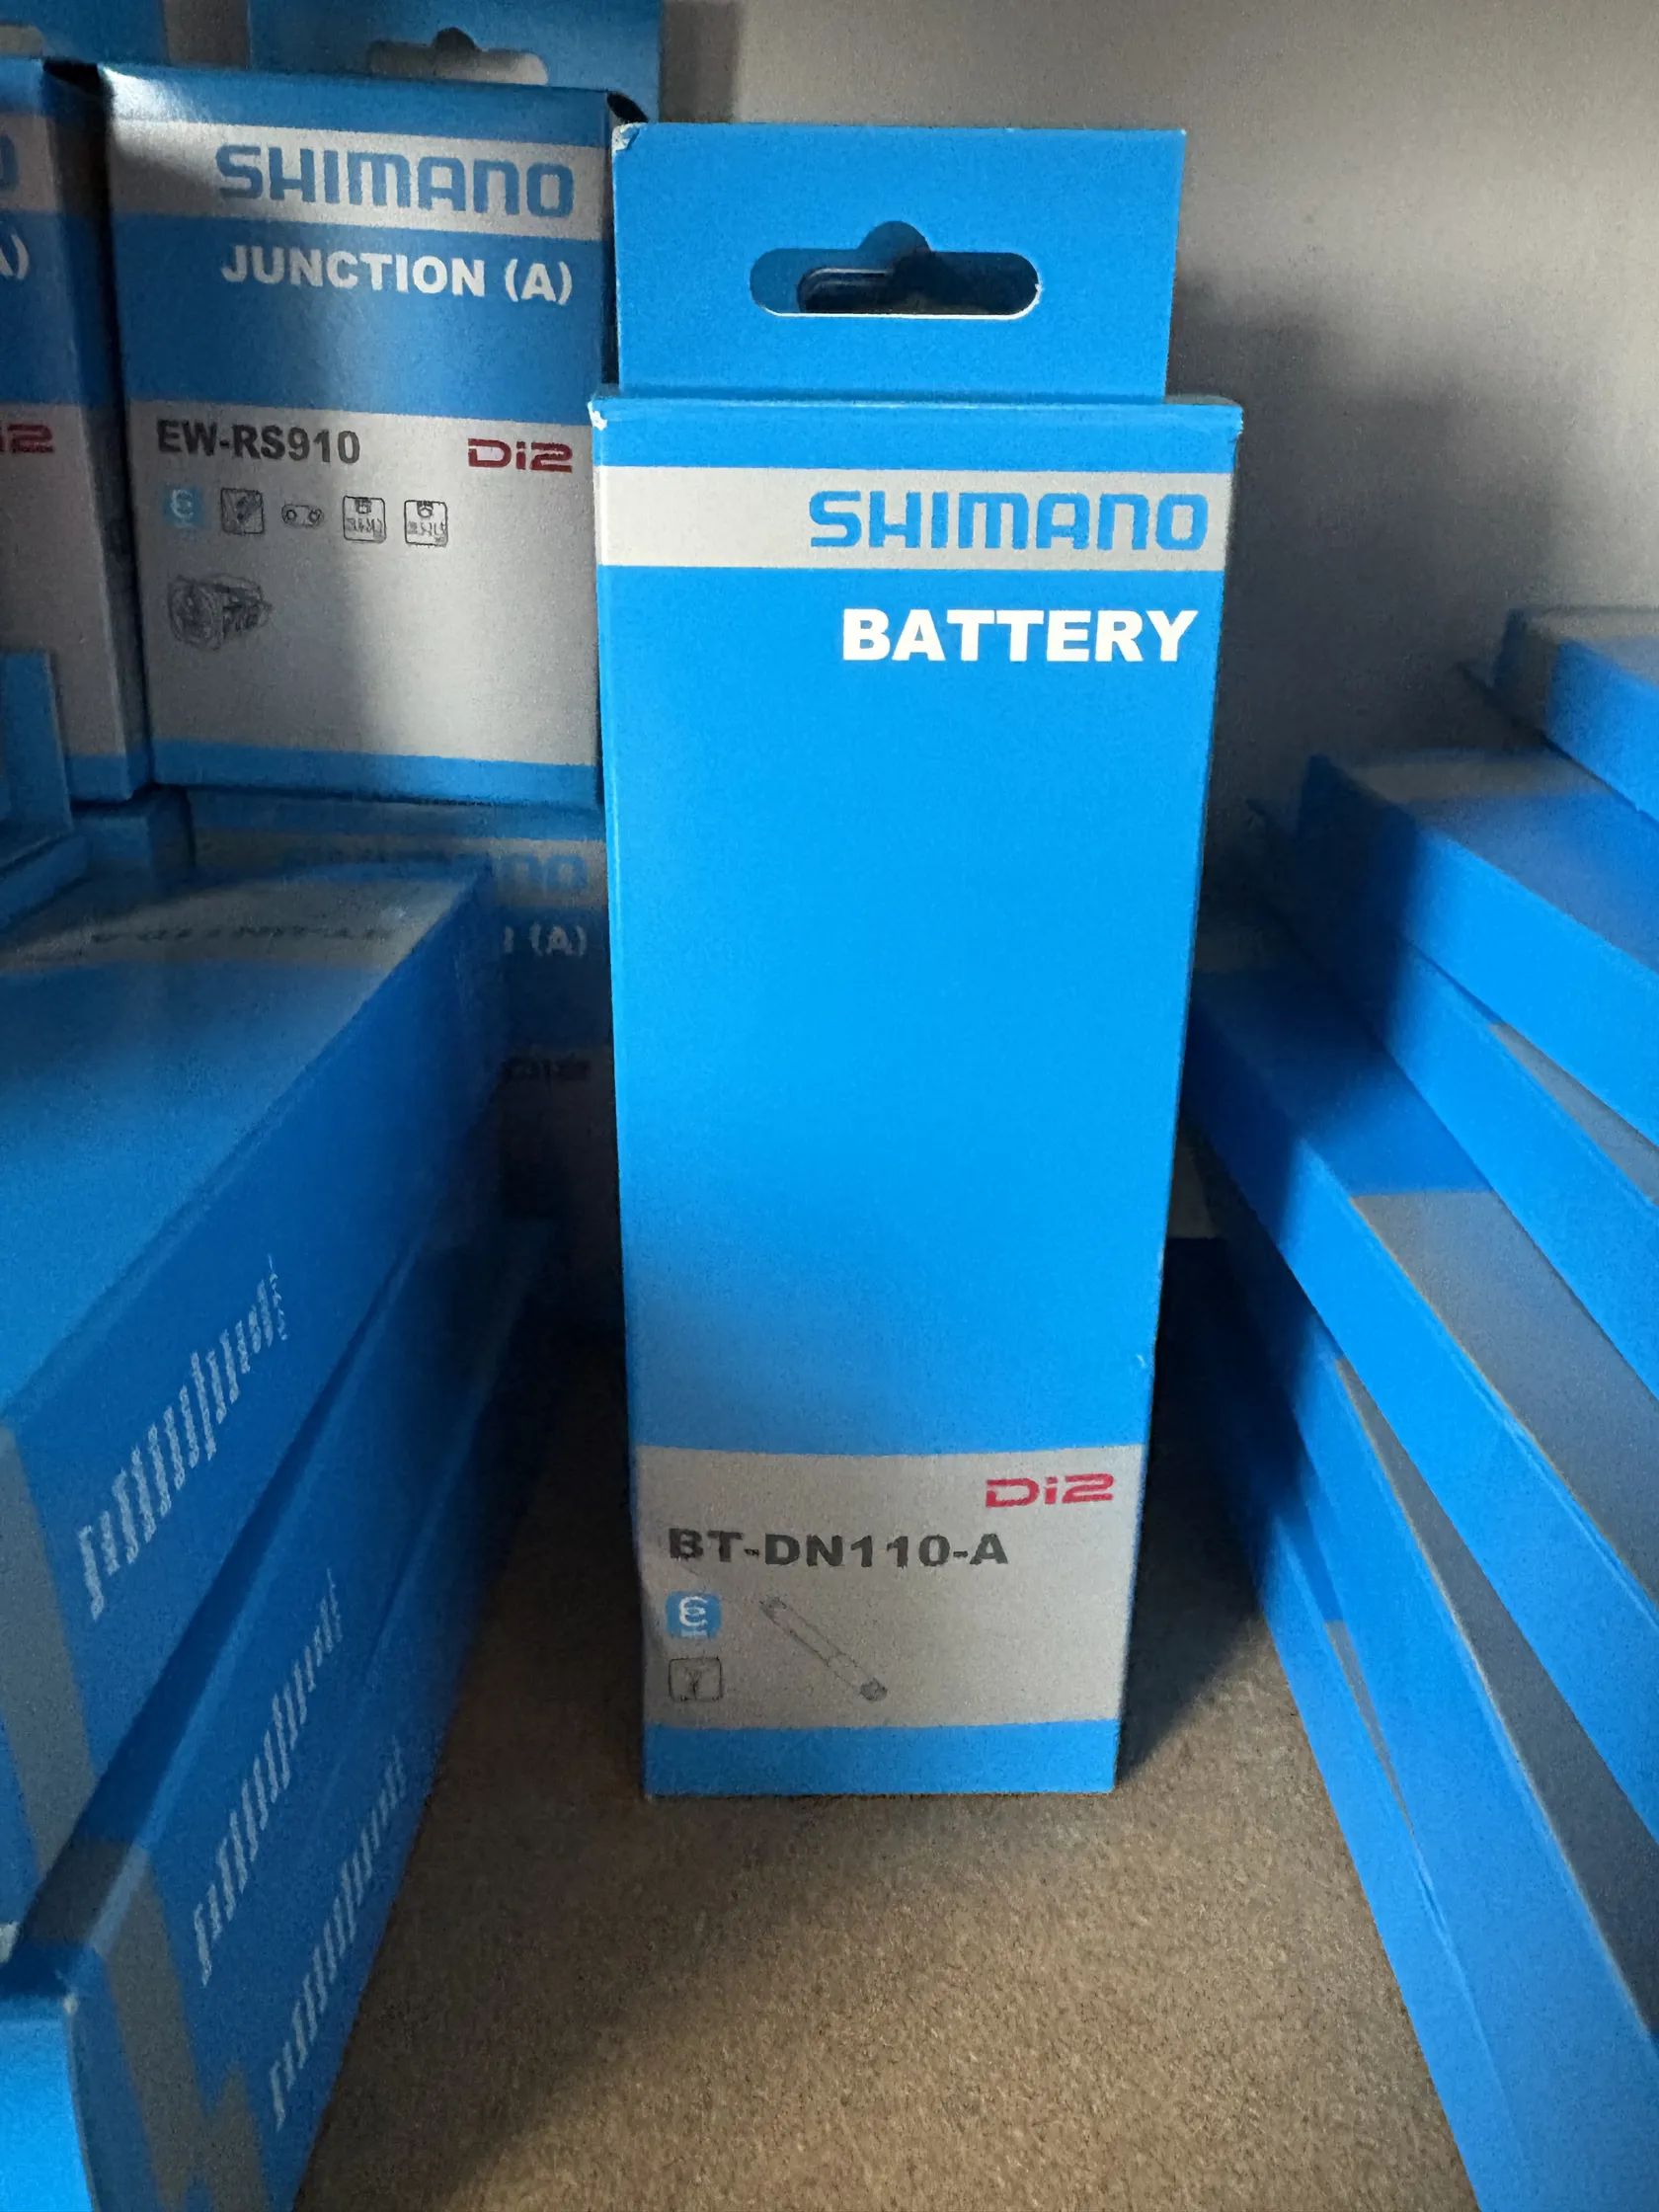 SHIMANO
JUNCTION (A)
EW-RS910
Di2
SHIMANO
BATTERY
Di2
BT-DN110-A
(A)